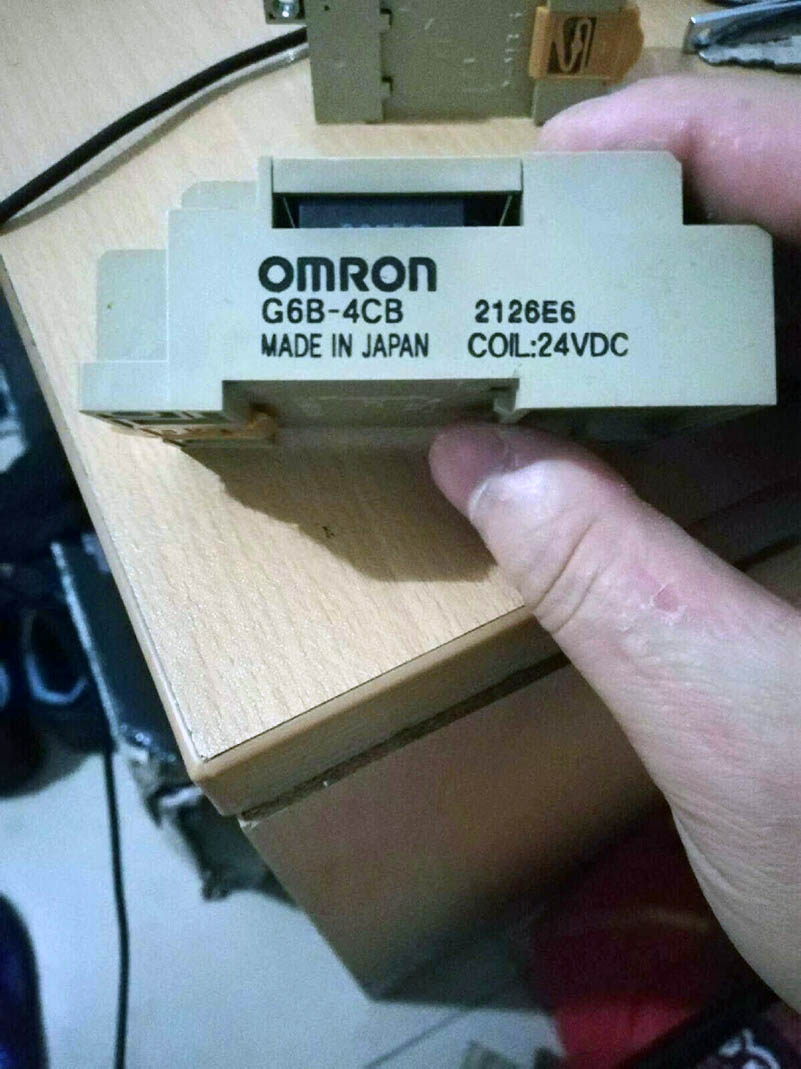 OMRON
G6B-4CB 2126E6
MADE IN JAPAN COIL:24VDC